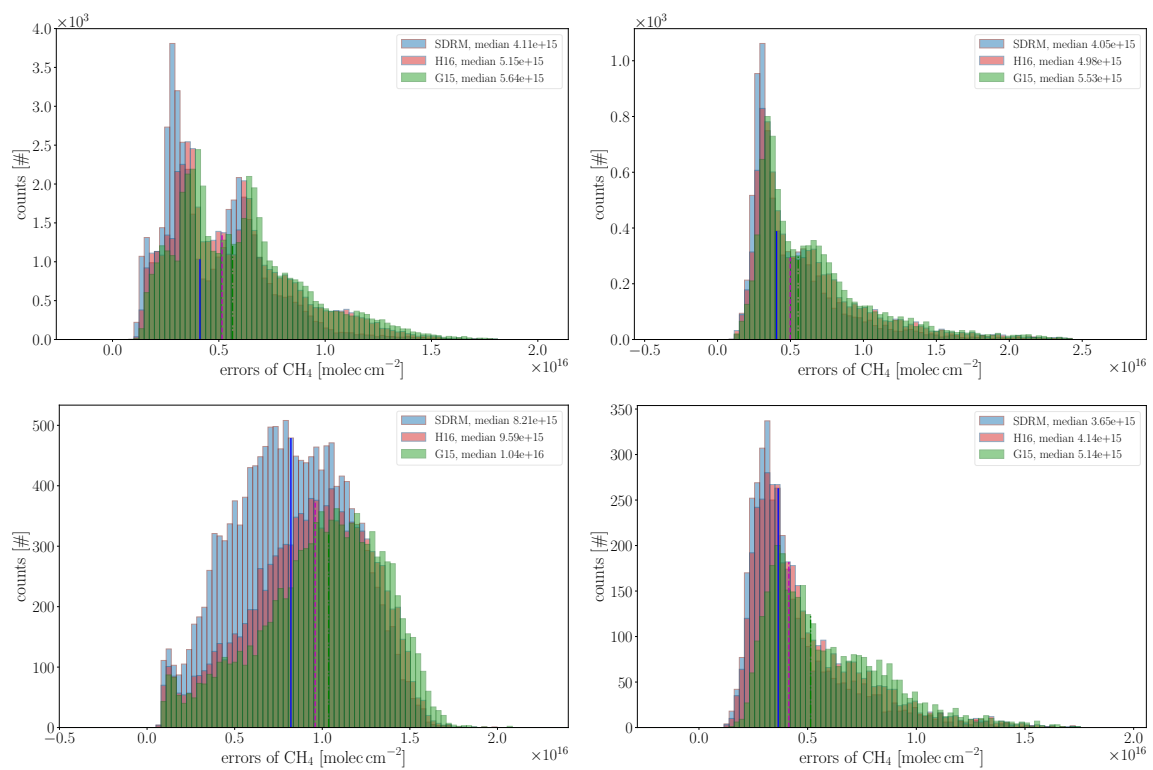 ×10³
SDRM, median 4.11e+15
H16, median 5.15e+15
G15, median 5.64e+15
4.0
3.5
3.0
2.5
2.0
1.5
1.0
0.5
0.0
counts [#]
0.0 0.5 1.0 1.5 2.0
errors of CH₄ [molec cm⁻²]
×10¹⁶
×10³
SDRM, median 4.05e+15
H16, median 4.98e+15
G15, median 5.53e+15
1.0
0.8
0.6
0.4
0.2
0.0
counts [#]
−0.5 0.0 0.5 1.0 1.5 2.0 2.5
errors of CH₄ [molec cm⁻²]
×10¹⁶
SDRM, median 8.21e+15
H16, median 9.59e+15
G15, median 1.04e+16
500
400
300
200
100
0
counts [#]
−0.5 0.0 0.5 1.0 1.5 2.0
errors of CH₄ [molec cm⁻²]
×10¹⁶
SDRM, median 3.65e+15
H16, median 4.14e+15
G15, median 5.14e+15
350
300
250
200
150
100
50
0
counts [#]
0.0 0.5 1.0 1.5 2.0
errors of CH₄ [molec cm⁻²]
×10¹⁶